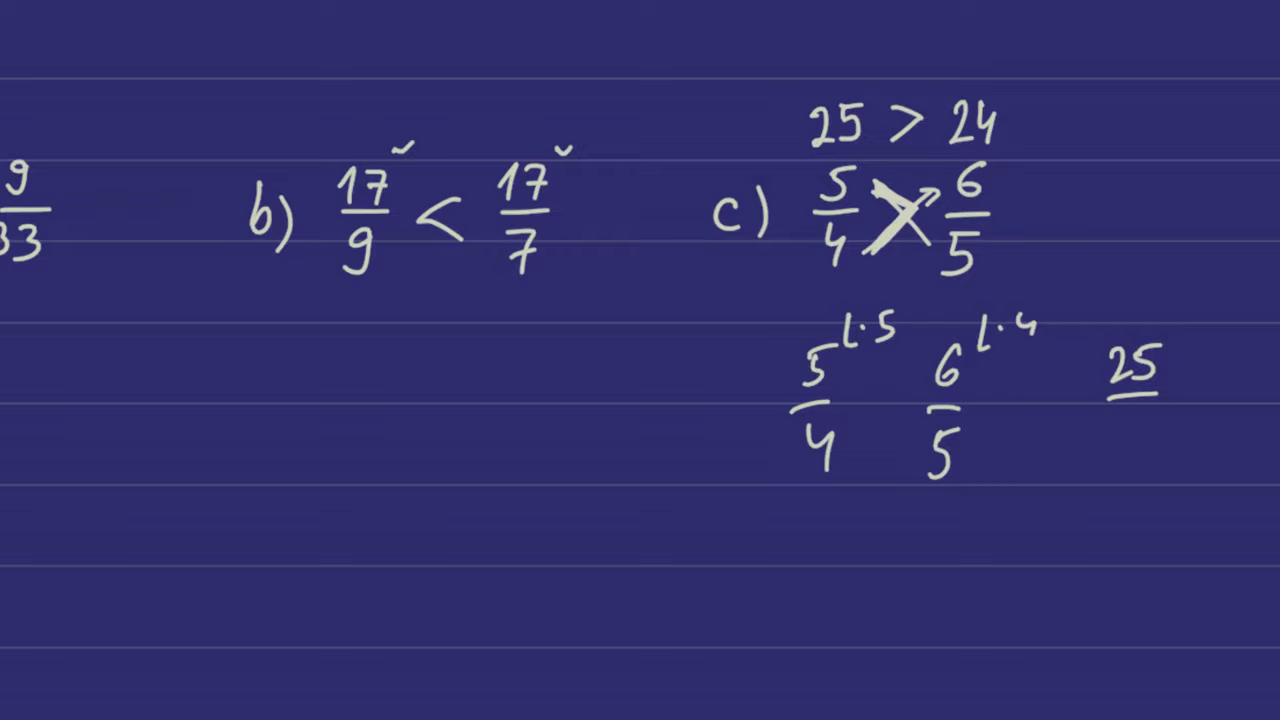 25 > 24
9/33 b) 17/9 < 17/7 c) 5/4 6/5
5/4 ⌊·5 6/5 ⌊·4 25